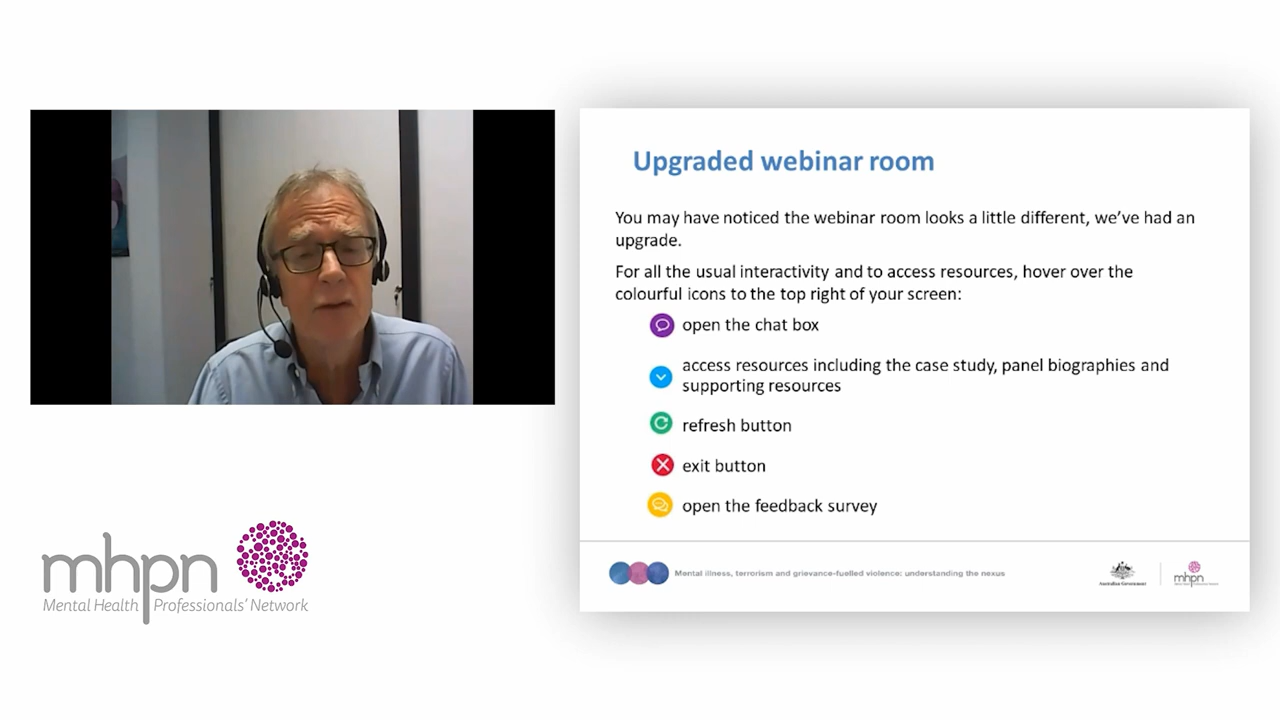 Upgraded webinar room
You may have noticed the webinar room looks a little different, we've had an
upgrade.
For all the usual interactivity and to access resources, hover over the
colourful icons to the top right of your screen:
open the chat box
access resources including the case study, panel biographies and
supporting resources
refresh button
exit button
open the feedback survey
Mental illness, terrorism and grievance-fuelled violence: understanding the nexus
Australian Government
mhpn
mhpn
Mental Health Professionals' Network